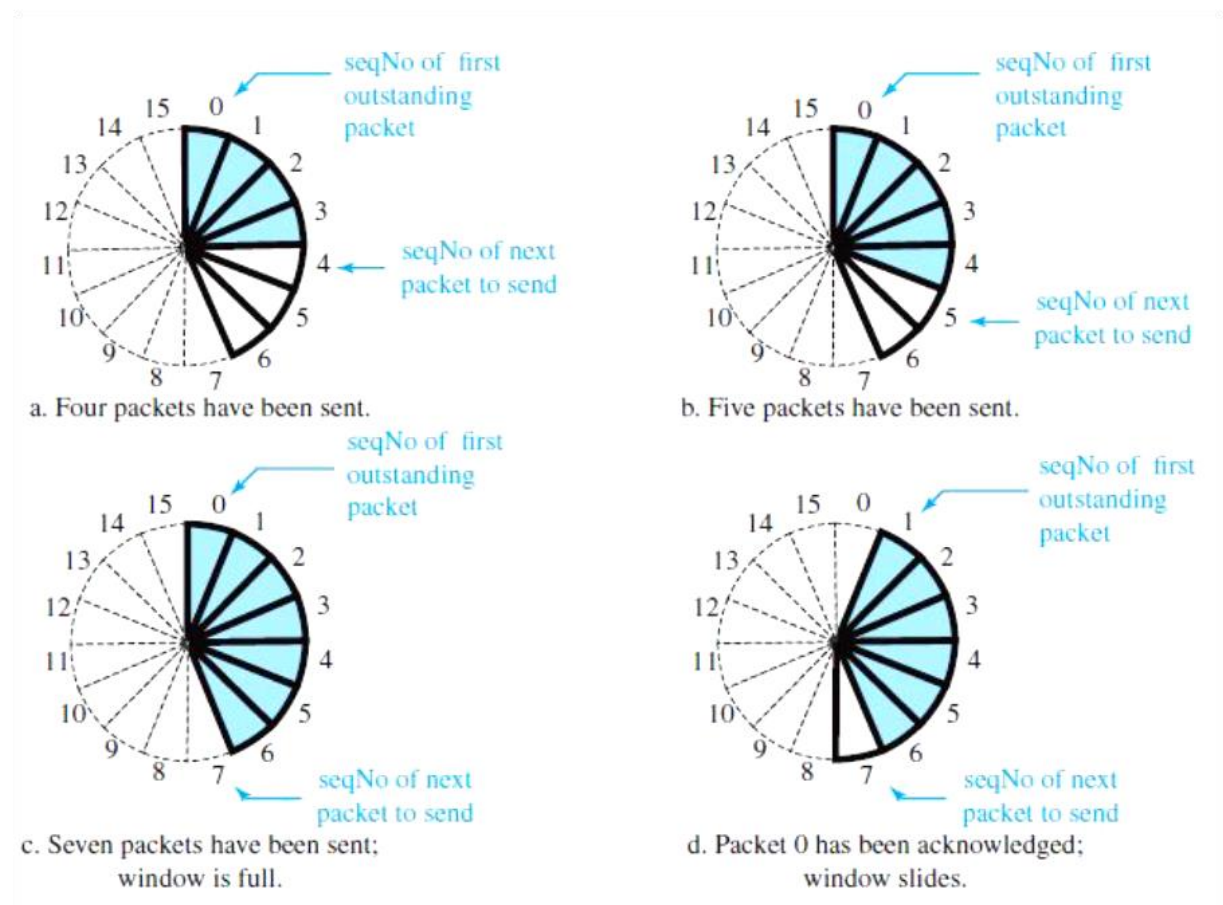 seqNo of first
outstanding
packet
0
1
2
3
4
5
6
7
8
9
10
11
12
13
14
15
seqNo of next
packet to send
a. Four packets have been sent.
seqNo of first
outstanding
packet
0
1
2
3
4
5
6
7
8
9
10
11
12
13
14
15
seqNo of next
packet to send
b. Five packets have been sent.
seqNo of first
outstanding
packet
0
1
2
3
4
5
6
7
8
9
10
11
12
13
14
15
seqNo of next
packet to send
c. Seven packets have been sent;
window is full.
seqNo of first
outstanding
packet
0
1
2
3
4
5
6
7
8
9
10
11
12
13
14
15
seqNo of next
packet to send
d. Packet 0 has been acknowledged;
window slides.